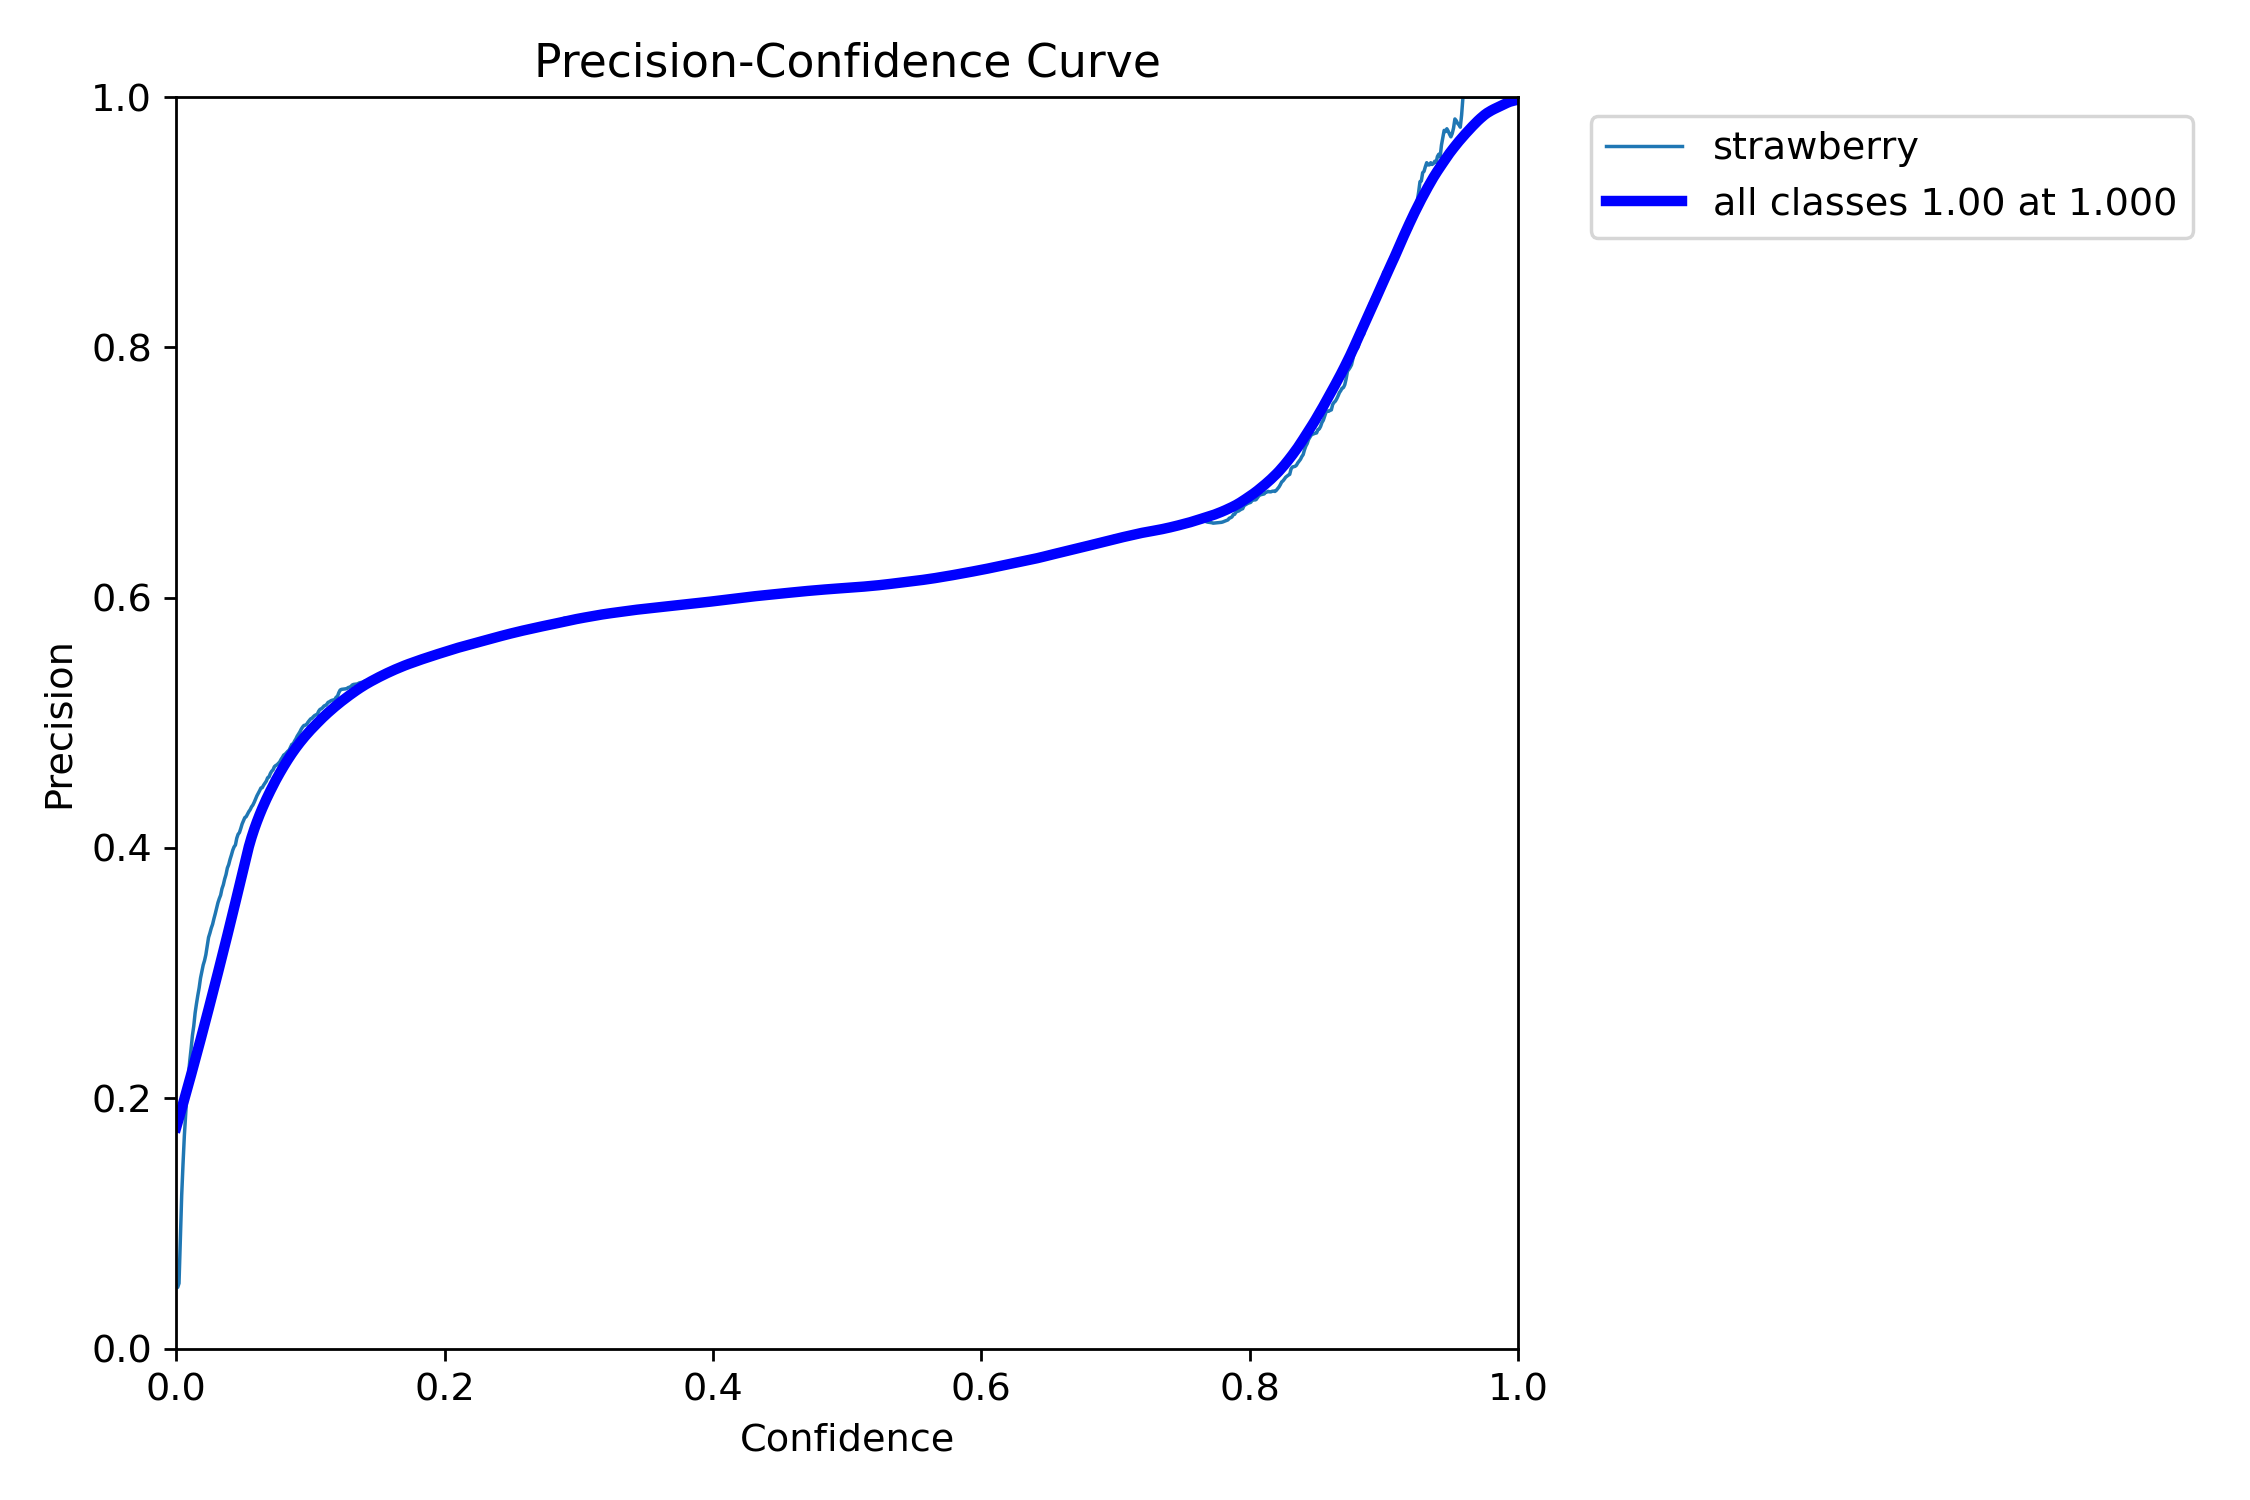 Precision-Confidence Curve
1.0
0.8
0.6
0.4
0.2
0.0
Precision
0.0 0.2 0.4 0.6 0.8 1.0
Confidence
strawberry
all classes 1.00 at 1.000